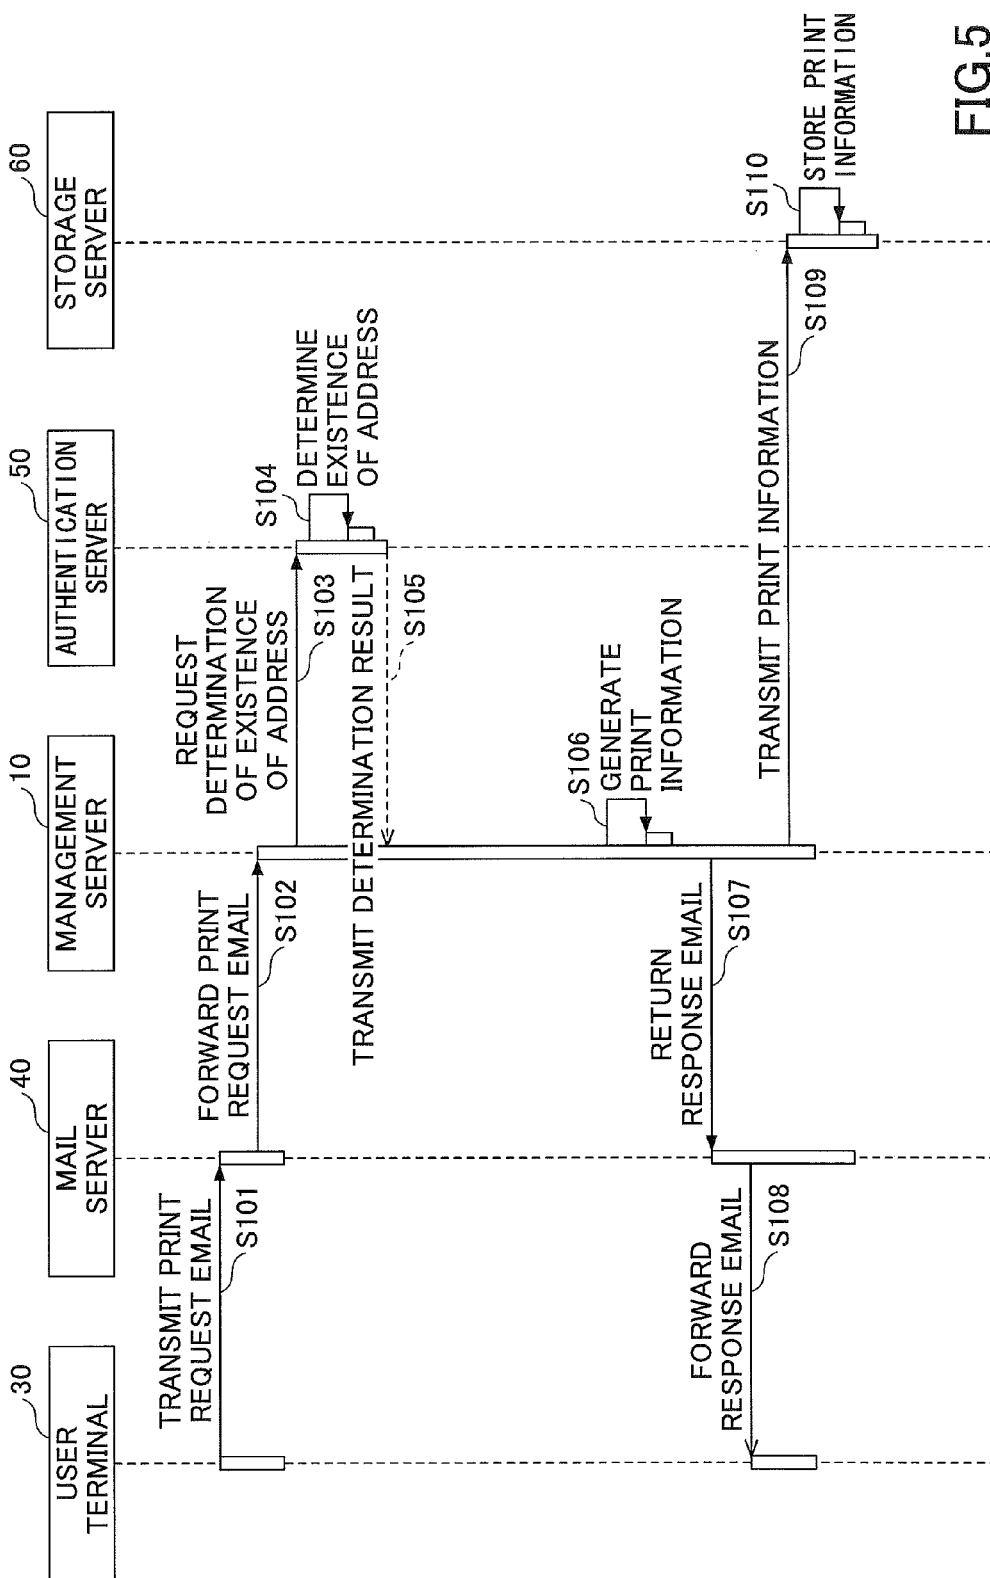 FIG.5
30
USER
TERMINAL
40
MAIL
SERVER
10
MANAGEMENT
SERVER
50
AUTHENTICATION
SERVER
60
STORAGE
SERVER
TRANSMIT PRINT
REQUEST EMAIL
S101
FORWARD PRINT
REQUEST EMAIL
S102
REQUEST
DETERMINATION
OF EXISTENCE
OF ADDRESS
S103
S104
DETERMINE
EXISTENCE
OF ADDRESS
TRANSMIT DETERMINATION RESULT
S105
S106
GENERATE
PRINT
INFORMATION
RETURN
RESPONSE EMAIL
S107
FORWARD
RESPONSE EMAIL
S108
TRANSMIT PRINT INFORMATION
S109
S110
STORE PRINT
INFORMATION